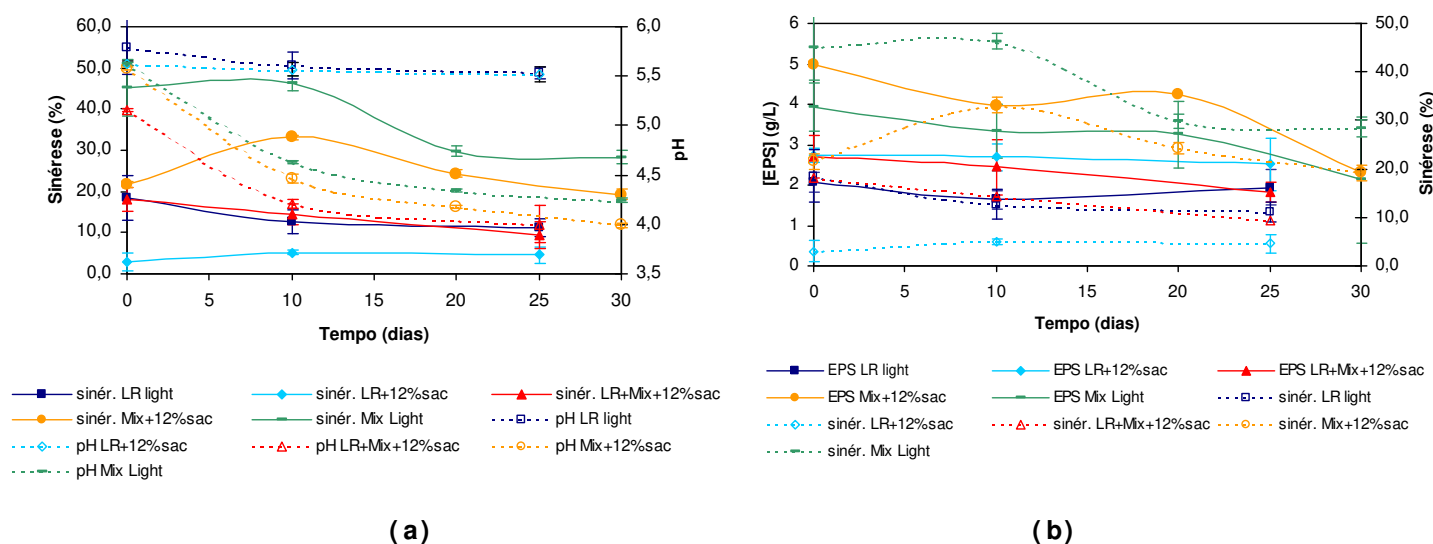 60,0
50,0
40,0
30,0
20,0
10,0
0,0
Sinérese (%)
6,0
5,5
5,0
4,5
4,0
3,5
pH
0 5 10 15 20 25 30
Tempo (dias)
sinér. LR light
sinér. LR+12%sac
sinér. LR+Mix+12%sac
sinér. Mix+12%sac
sinér. Mix Light
pH LR light
pH LR+12%sac
pH LR+Mix+12%sac
pH Mix+12%sac
pH Mix Light
(a)
6
5
4
3
2
1
0
[EPS] (g/L)
50,0
40,0
30,0
20,0
10,0
0,0
Sinérese (%)
0 5 10 15 20 25 30
Tempo (dias)
EPS LR light
EPS LR+12%sac
EPS LR+Mix+12%sac
EPS Mix+12%sac
EPS Mix Light
sinér. LR light
sinér. LR+12%sac
sinér. LR+Mix+12%sac
sinér. Mix+12%sac
sinér. Mix Light
(b)